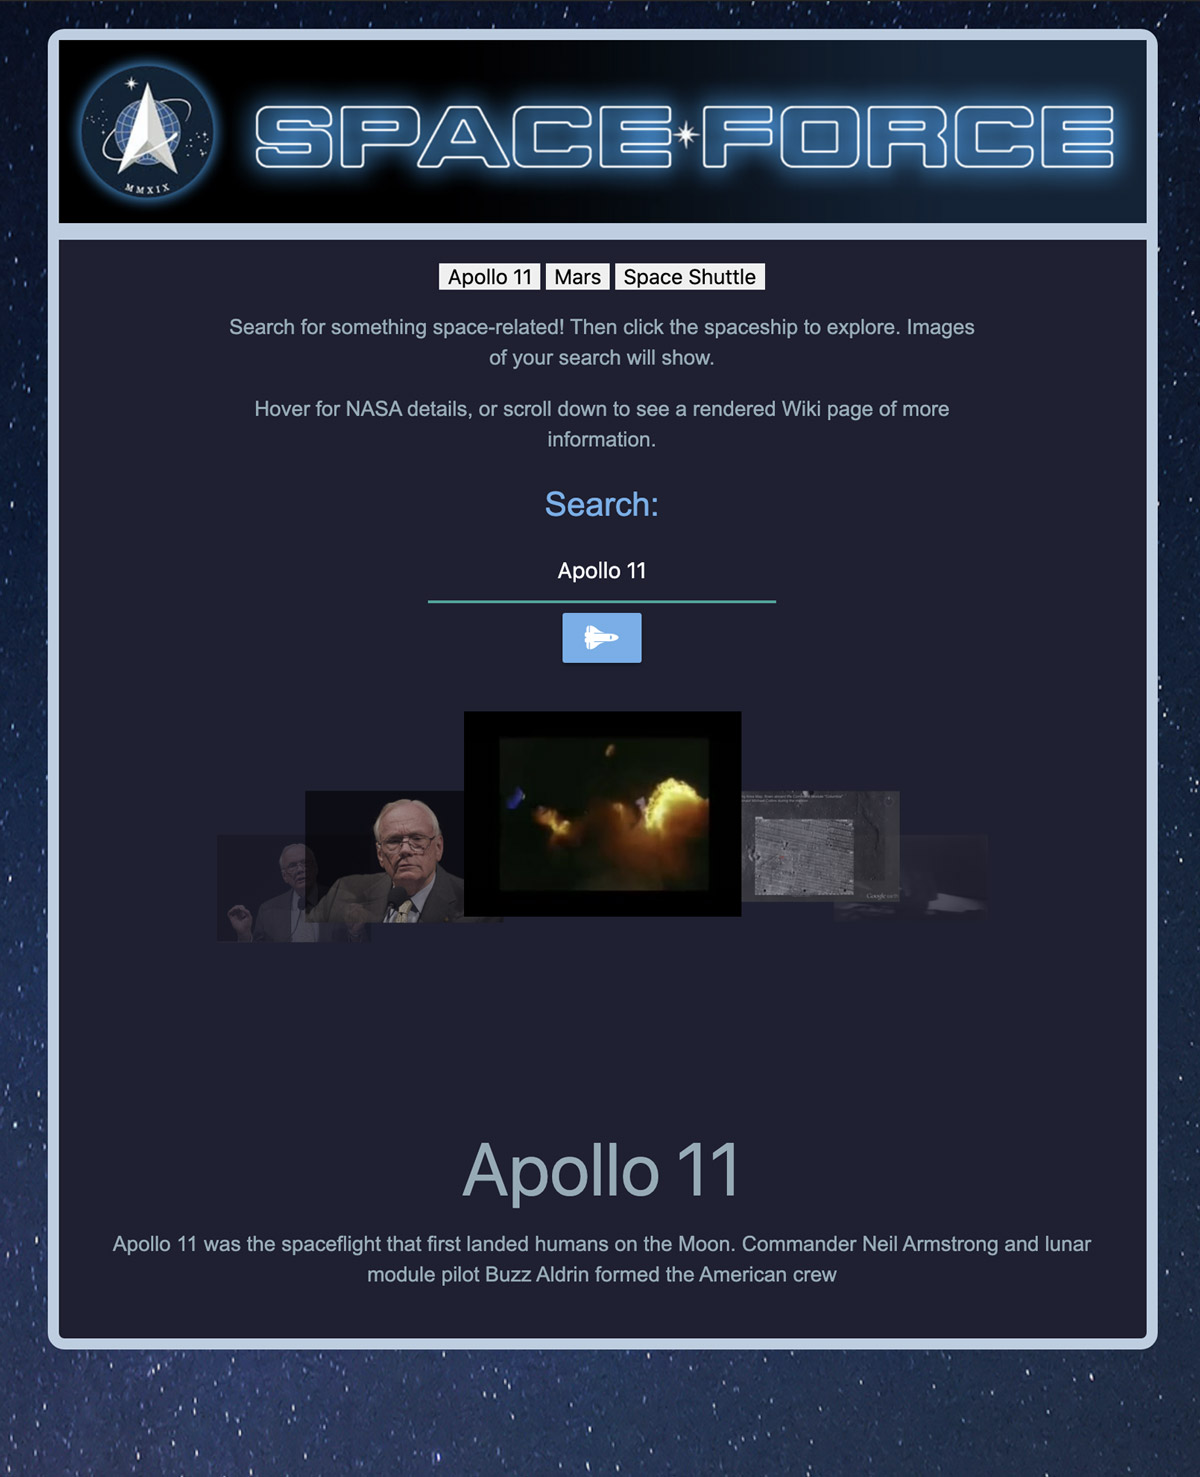 MMXIX
SPACE FORCE
Apollo 11 Mars Space Shuttle
Search for something space-related! Then click the spaceship to explore. Images
of your search will show.
Hover for NASA details, or scroll down to see a rendered Wiki page of more
information.
Search:
Apollo 11
Google earth
Apollo 11
Apollo 11 was the spaceflight that first landed humans on the Moon. Commander Neil Armstrong and lunar
module pilot Buzz Aldrin formed the American crew